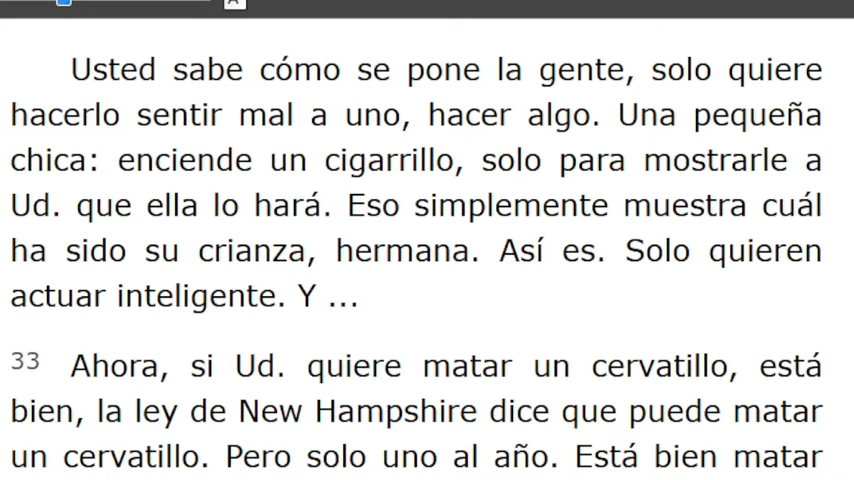 A
Usted sabe cómo se pone la gente, solo quiere
hacerlo sentir mal a uno, hacer algo. Una pequeña
chica: enciende un cigarrillo, solo para mostrarle a
Ud. que ella lo hará. Eso simplemente muestra cuál
ha sido su crianza, hermana. Así es. Solo quieren
actuar inteligente. Y ...
33 Ahora, si Ud. quiere matar un cervatillo, está
bien, la ley de New Hampshire dice que puede matar
un cervatillo. Pero solo uno al año. Está bien matar